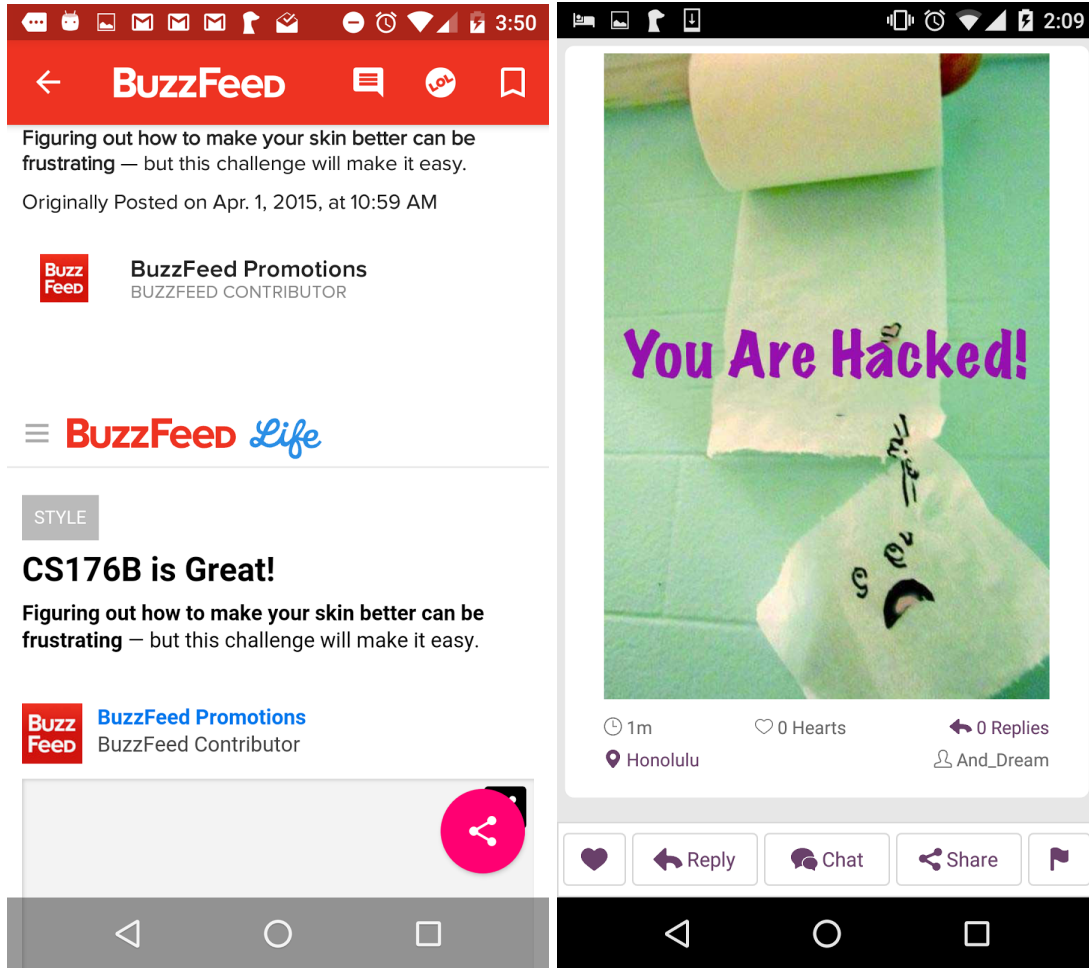 3:50
BuzzFeed
LOL
Figuring out how to make your skin better can be
frustrating — but this challenge will make it easy.
Originally Posted on Apr. 1, 2015, at 10:59 AM
Buzz
Feed
BuzzFeed Promotions
BUZZFEED CONTRIBUTOR
BuzzFeed Life
STYLE
CS176B is Great!
Figuring out how to make your skin better can be
frustrating — but this challenge will make it easy.
Buzz
Feed
BuzzFeed Promotions
BuzzFeed Contributor
2:09
You Are Hacked!
1m
0 Hearts
0 Replies
Honolulu
And_Dream
Reply
Chat
Share